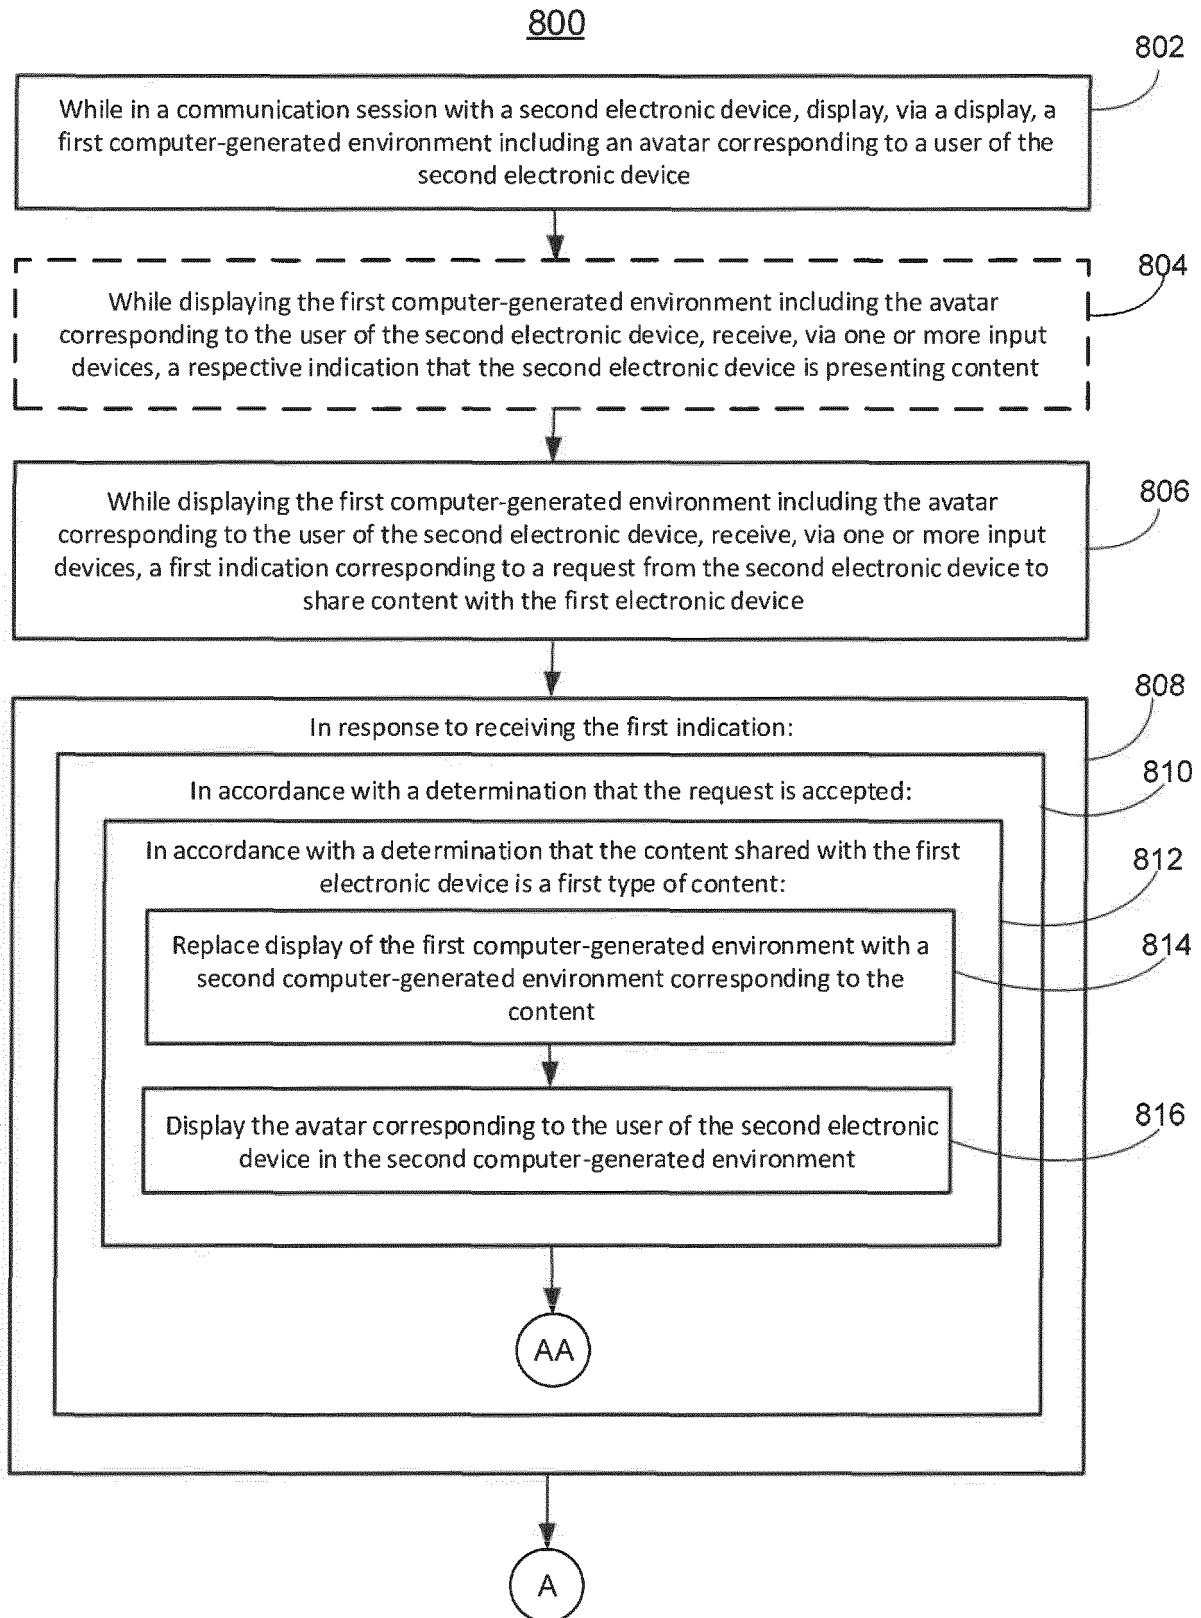 800
802
While in a communication session with a second electronic device, display, via a display, a
first computer-generated environment including an avatar corresponding to a user of the
second electronic device
804
While displaying the first computer-generated environment including the avatar
corresponding to the user of the second electronic device, receive, via one or more input
devices, a respective indication that the second electronic device is presenting content
806
While displaying the first computer-generated environment including the avatar
corresponding to the user of the second electronic device, receive, via one or more input
devices, a first indication corresponding to a request from the second electronic device to
share content with the first electronic device
808
In response to receiving the first indication:
810
In accordance with a determination that the request is accepted:
812
In accordance with a determination that the content shared with the first
electronic device is a first type of content:
814
Replace display of the first computer-generated environment with a
second computer-generated environment corresponding to the
content
816
Display the avatar corresponding to the user of the second electronic
device in the second computer-generated environment
AA
A